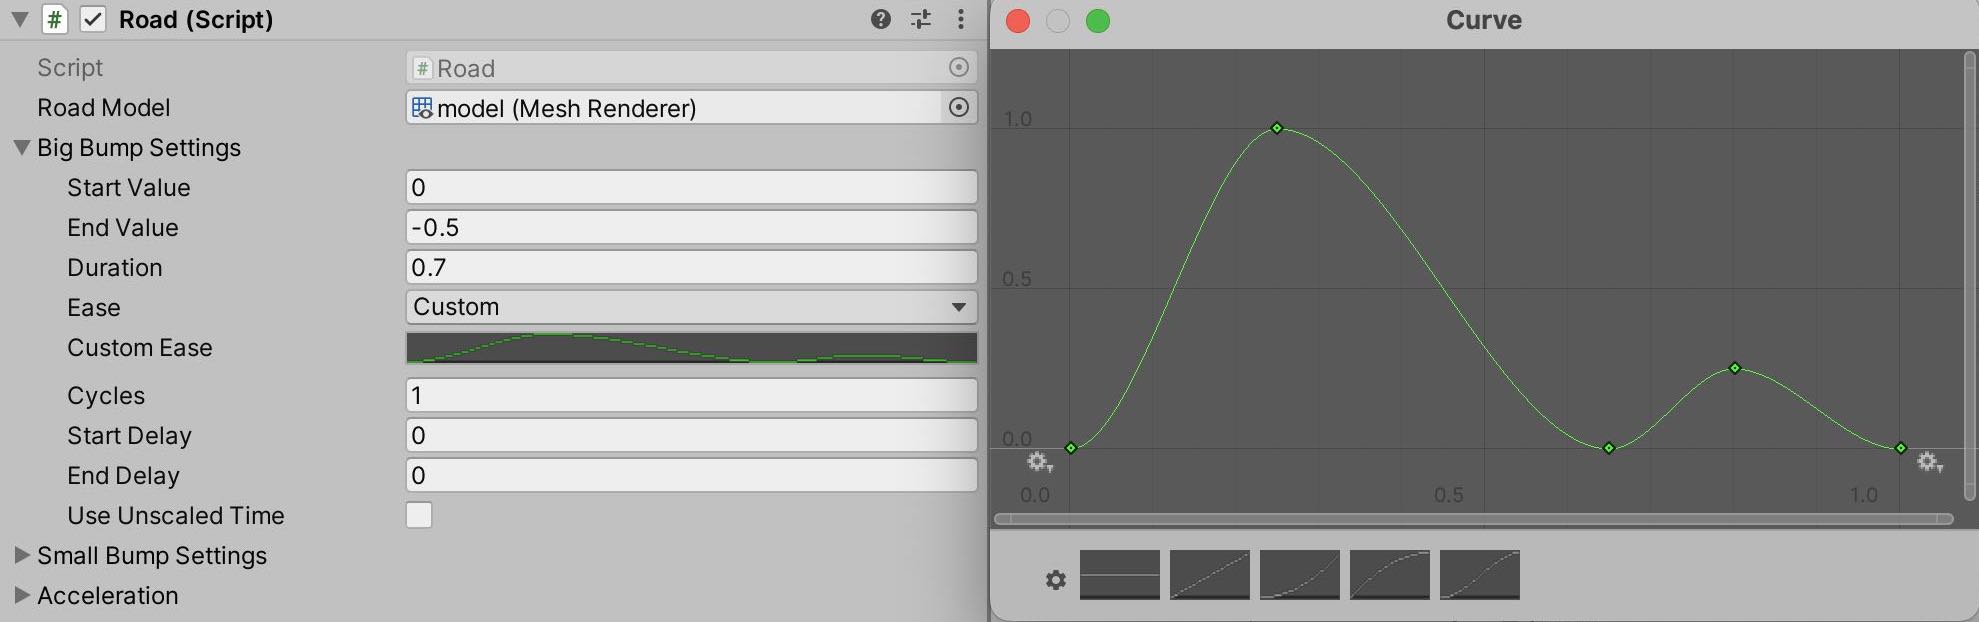 Road (Script)
Script
Road
Road Model
model (Mesh Renderer)
Big Bump Settings
Start Value
0
End Value
-0.5
Duration
0.7
Ease
Custom
Custom Ease
Cycles
1
Start Delay
0
End Delay
0
Use Unscaled Time
Small Bump Settings
Acceleration
Curve
1.0
0.5
0.0
0.0
0.5
1.0